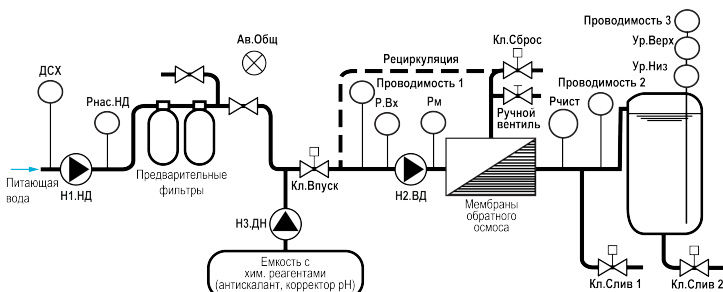 Проводимость 3
Ур.Верх
Ур.Низ
Ав.Общ
Кл.Сброс
Рециркуляция
ДСХ
Проводимость 1
Проводимость 2
Рнас.НД
Р.Вх
Рм
Ручной
вентиль
Рчист
Питающая
вода
Н1.НД
Предварительные
фильтры
Кл.Впуск
Н2.ВД
Мембраны
обратного
осмоса
Н3.ДН
Емкость с
хим. реагентами
(антискалант, корректор pH)
Кл.Слив 1
Кл.Слив 2